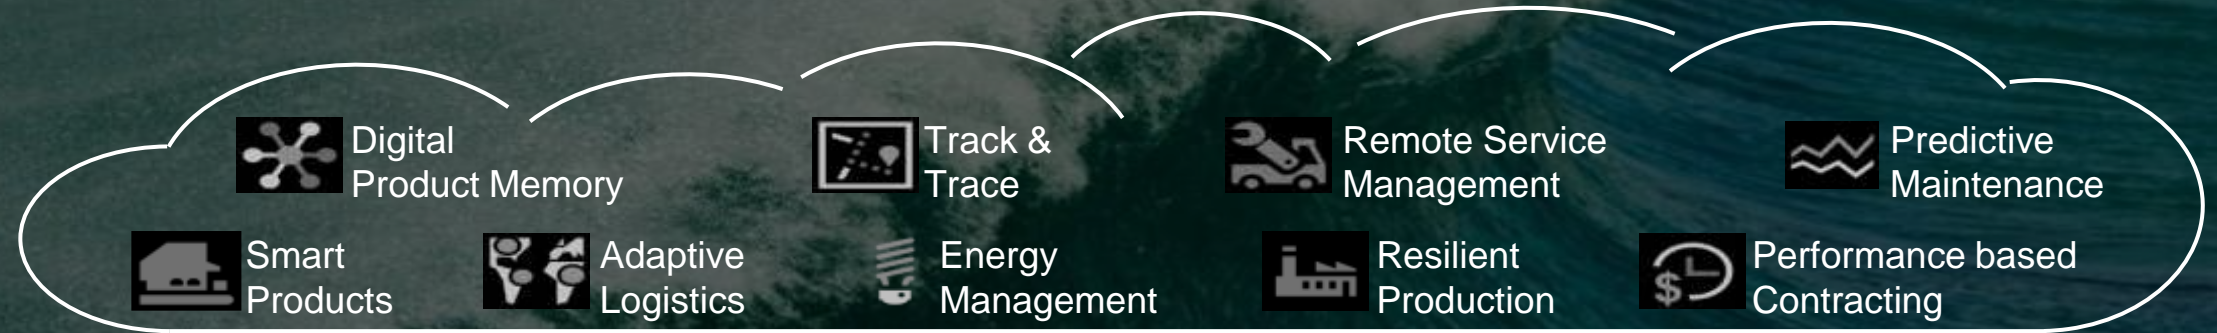 Digital
Product Memory
Track &
Trace
Remote Service
Management
Predictive
Maintenance
Smart
Products
Adaptive
Logistics
Energy
Management
Resilient
Production
$
Performance based
Contracting